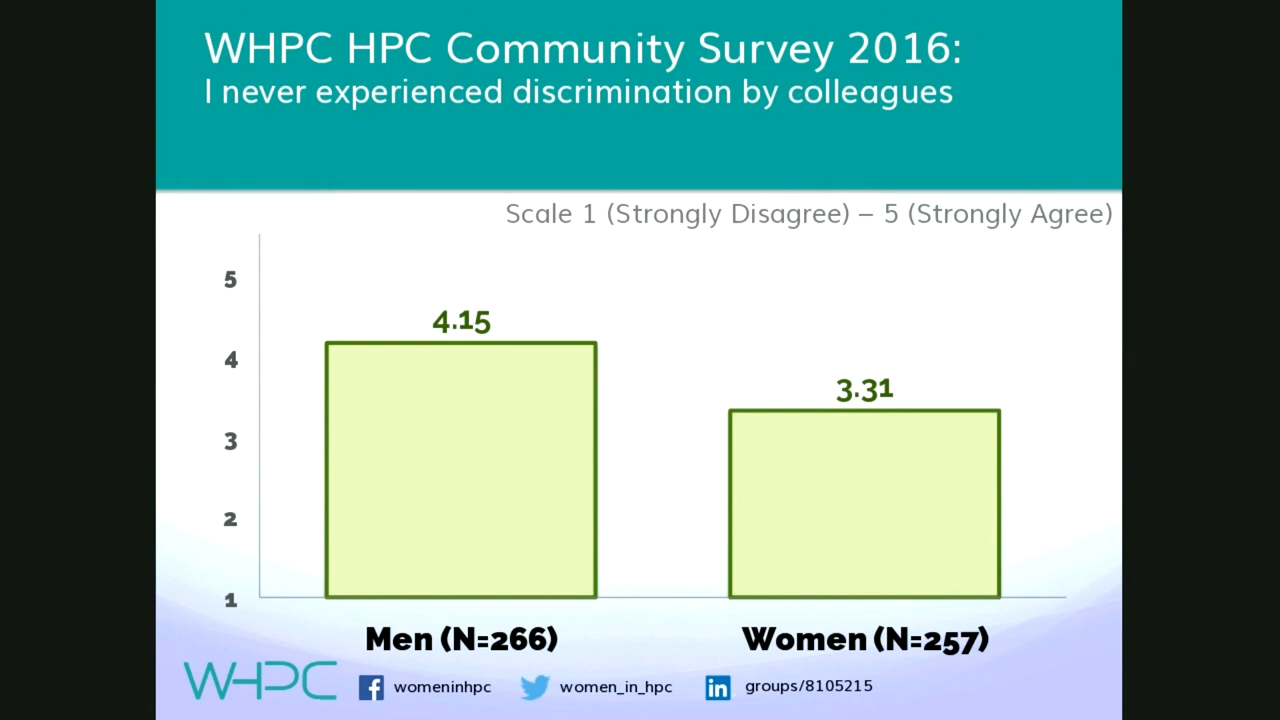 WHPC HPC Community Survey 2016:
I never experienced discrimination by colleagues
Scale 1 (Strongly Disagree) – 5 (Strongly Agree)
5
4.15
4
3.31
3
2
1
Men (N=266) Women (N=257)
WHPC womeninhpc women_in_hpc in groups/8105215